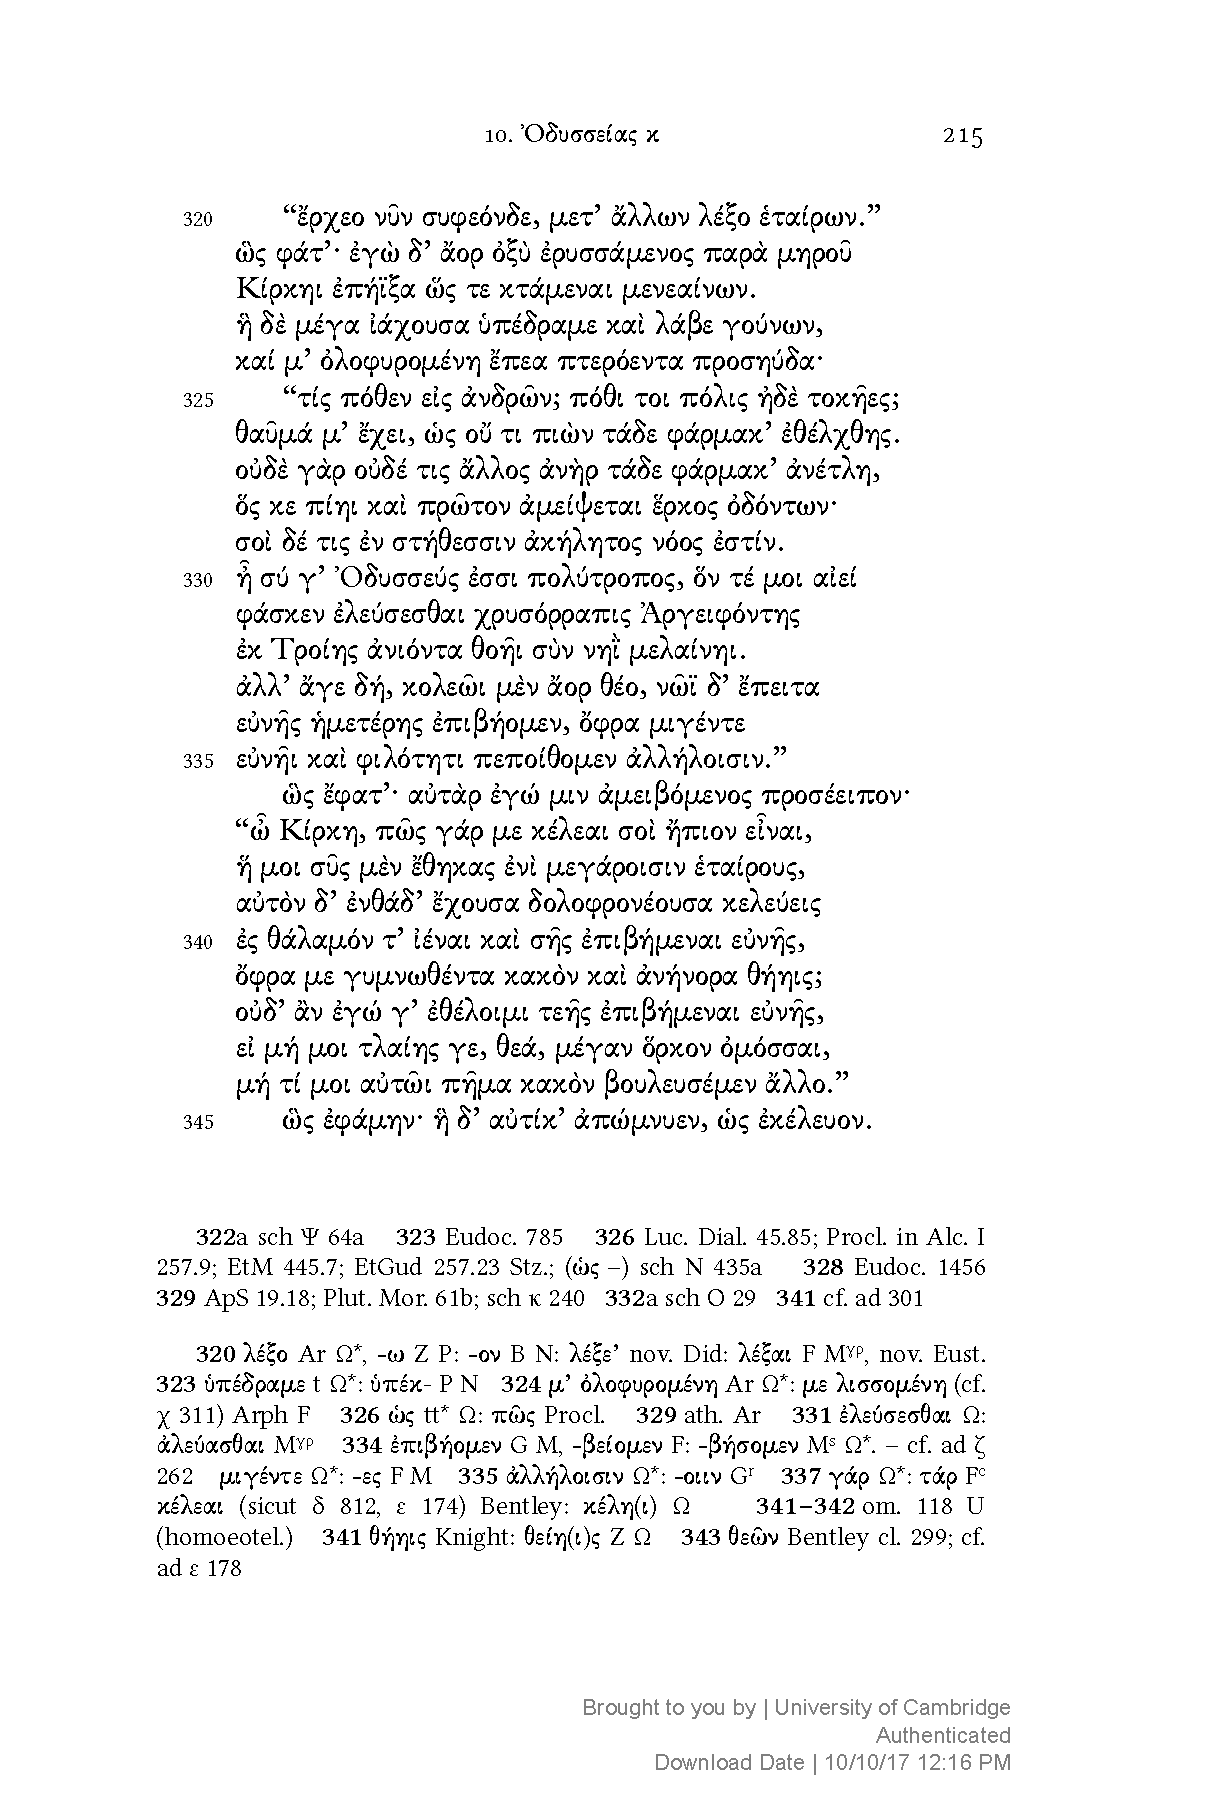 10. Ὀδυσσείας κ 215
320 “ἔρχεο νῦν συφεόνδε, μετ’ ἄλλων λέξο ἑταίρων.”
ὣς φάτ’· ἐγὼ δ’ ἄορ ὀξὺ ἐρυσσάμενος παρὰ μηροῦ
Κίρκηι ἐπήϊξα ὥς τε κτάμεναι μενεαίνων.
ἣ δὲ μέγα ἰάχουσα ὑπέδραμε καὶ λάβε γούνων,
καί μ’ ὀλοφυρομένη ἔπεα πτερόεντα προσηύδα·
325 “τίς πόθεν εἰς ἀνδρῶν; πόθι τοι πόλις ἠδὲ τοκῆες;
θαῦμά μ’ ἔχει, ὡς οὔ τι πιὼν τάδε φάρμακ’ ἐθέλχθης.
οὐδὲ γὰρ οὐδέ τις ἄλλος ἀνὴρ τάδε φάρμακ’ ἀνέτλη,
ὅς κε πίηι καὶ πρῶτον ἀμείψεται ἕρκος ὀδόντων·
σοὶ δέ τις ἐν στήθεσσιν ἀκήλητος νόος ἐστίν.
330 ἦ σύ γ’ Ὀδυσσεύς ἐσσι πολύτροπος, ὅν τέ μοι αἰεί
φάσκεν ἐλεύσεσθαι χρυσόρραπις Ἀργειφόντης
ἐκ Τροίης ἀνιόντα θοῆι σὺν νηῒ μελαίνηι.
ἀλλ’ ἄγε δή, κολεῶι μὲν ἄορ θέο, νῶϊ δ’ ἔπειτα
εὐνῆς ἡμετέρης ἐπιβήομεν, ὄφρα μιγέντε
335 εὐνῆι καὶ φιλότητι πεποίθομεν ἀλλήλοισιν.”
ὣς ἔφατ’· αὐτὰρ ἐγώ μιν ἀμειβόμενος προσέειπον·
“ὦ Κίρκη, πῶς γάρ με κέλεαι σοὶ ἤπιον εἶναι,
ἥ μοι σῦς μὲν ἔθηκας ἐνὶ μεγάροισιν ἑταίρους,
αὐτὸν δ’ ἐνθάδ’ ἔχουσα δολοφρονέουσα κελεύεις
340 ἐς θάλαμόν τ’ ἰέναι καὶ σῆς ἐπιβήμεναι εὐνῆς,
ὄφρα με γυμνωθέντα κακὸν καὶ ἀνήνορα θήηις;
οὐδ’ ἂν ἐγώ γ’ ἐθέλοιμι τεῆς ἐπιβήμεναι εὐνῆς,
εἰ μή μοι τλαίης γε, θεά, μέγαν ὅρκον ὀμόσσαι,
μή τί μοι αὐτῶι πῆμα κακὸν βουλευσέμεν ἄλλο.”
345 ὣς ἐφάμην· ἣ δ’ αὐτίκ’ ἀπώμνυεν, ὡς ἐκέλευον.
322a sch Ψ 64a 323 Eudoc. 785 326 Luc. Dial. 45.85; Procl. in Alc. I
257.9; EtM 445.7; EtGud 257.23 Stz.; (ὡς –) sch N 435a 328 Eudoc. 1456
329 ApS 19.18; Plut. Mor. 61b; sch κ 240 332a sch O 29 341 cf. ad 301
320 λέξο Ar Ω*, -ω Z P: -ον B N: λέξε’ nov. Did: λέξαι F Mᵞᵖ, nov. Eust.
323 ὑπέδραμε t Ω*: ὑπέκ- P N 324 μ’ ὀλοφυρομένη Ar Ω*: με λισσομένη (cf.
χ 311) Arph F 326 ὡς tt* Ω: πῶς Procl. 329 ath. Ar 331 ἐλεύσεσθαι Ω:
ἀλεύασθαι Mᵞᵖ 334 ἐπιβήομεν G M, -βείομεν F: -βήσομεν Mˢ Ω*. – cf. ad ζ
262 μιγέντε Ω*: -ες F M 335 ἀλλήλοισιν Ω*: -οιιν Gʳ 337 γάρ Ω*: τάρ Fᶜ
κέλεαι (sicut δ 812, ε 174) Bentley: κέλη(ι) Ω 341–342 om. 118 U
(homoeotel.) 341 θήηις Knight: θείη(ι)ς Z Ω 343 θεῶν Bentley cl. 299; cf.
ad ε 178
Brought to you by | University of Cambridge
Authenticated
Download Date | 10/10/17 12:16 PM